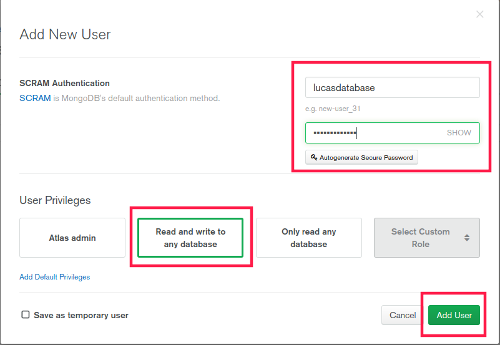 Add New User
SCRAM Authentication
SCRAM is MongoDB's default authentication method.
lucasdatabase
e.g. new-user_31
•••••••••••••
SHOW
Autogenerate Secure Password
User Privileges
Atlas admin
Read and write to
any database
Only read any
database
Select Custom
Role
Add Default Privileges
Save as temporary user
Cancel
Add User